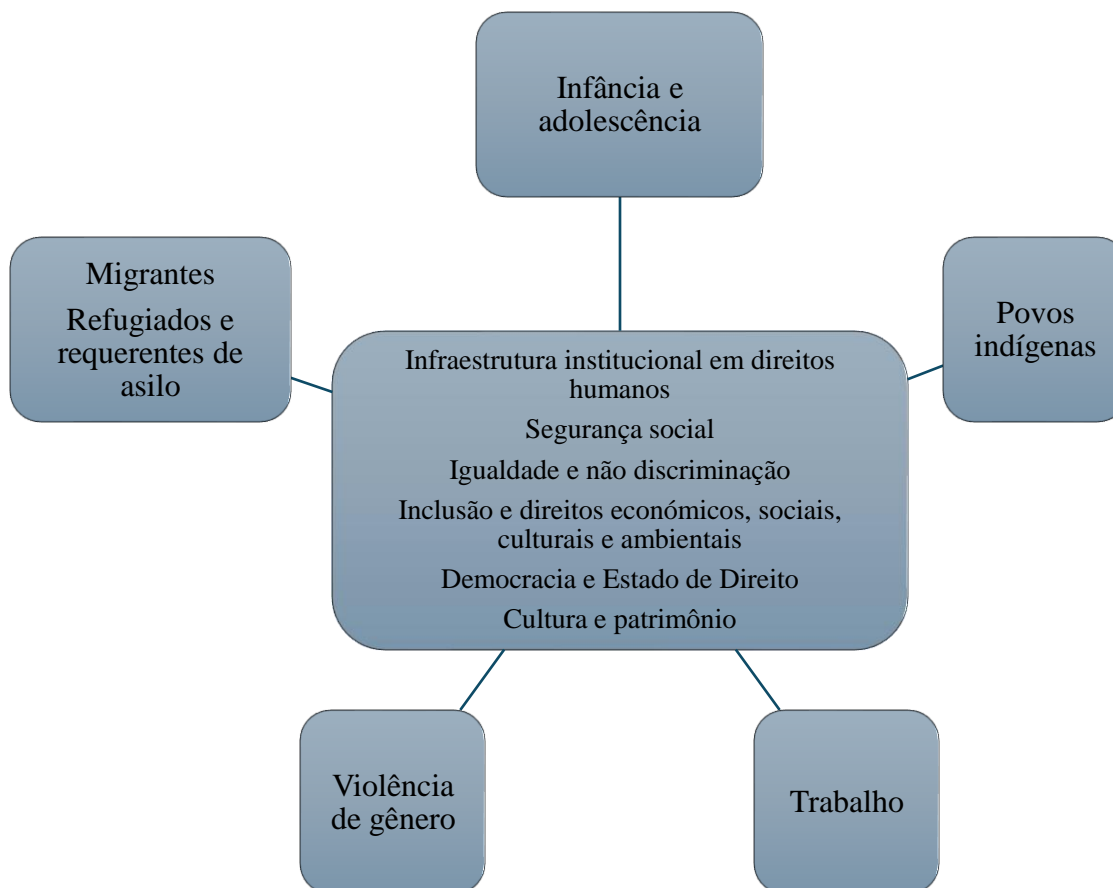 Infância e
adolescência
Migrantes
Refugiados e
requerentes de
asilo
Povos
indígenas
Infraestrutura institucional em direitos
humanos
Segurança social
Igualdade e não discriminação
Inclusão e direitos económicos, sociais,
culturais e ambientais
Democracia e Estado de Direito
Cultura e patrimônio
Violência
de gênero
Trabalho